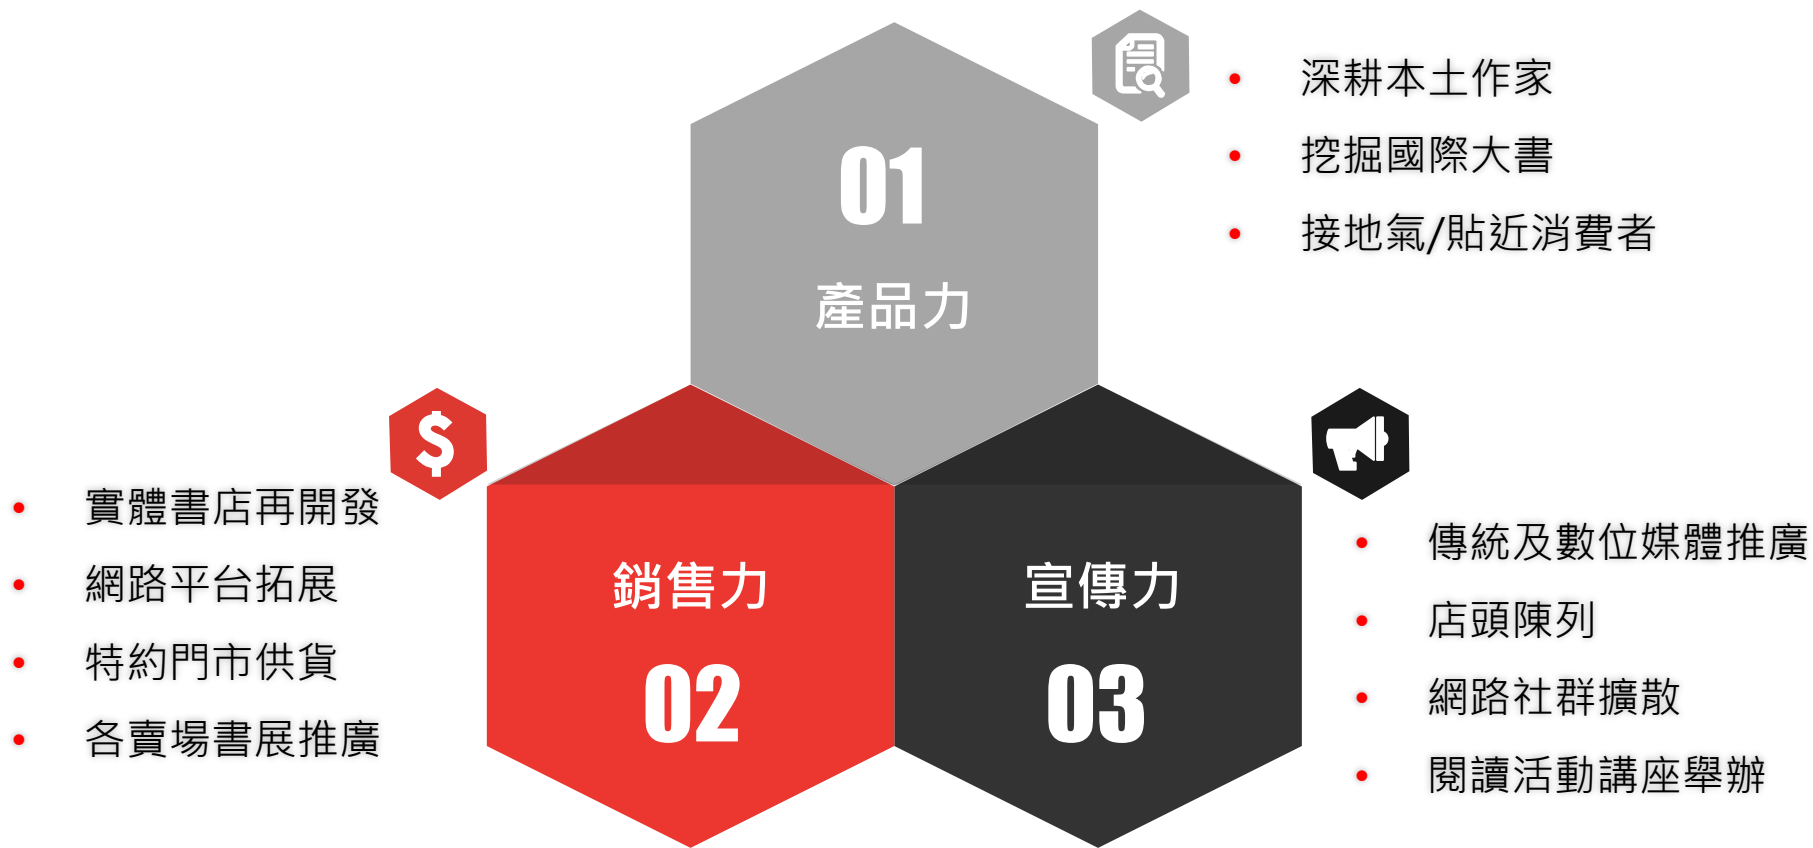 01
產品力
深耕本土作家
挖掘國際大書
接地氣/貼近消費者
銷售力
02
實體書店再開發
網路平台拓展
特約門市供貨
各賣場書展推廣
宣傳力
03
傳統及數位媒體推廣
店頭陳列
網路社群擴散
閱讀活動講座舉辦